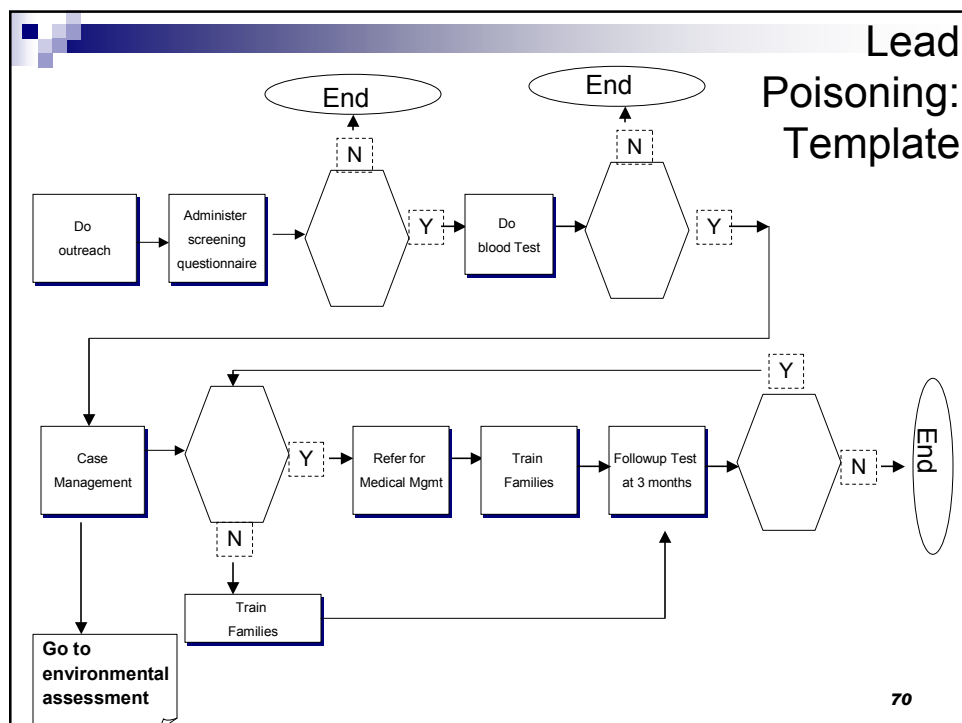 Lead
Poisoning:
Template
End
End
N
N
Do
outreach
Administer
screening
questionnaire
Y
Do
blood Test
Y
Y
Case
Management
Y
Refer for
Medical Mgmt
Train
Families
Followup Test
at 3 months
N
End
N
Train
Families
Go to
environmental
assessment
70